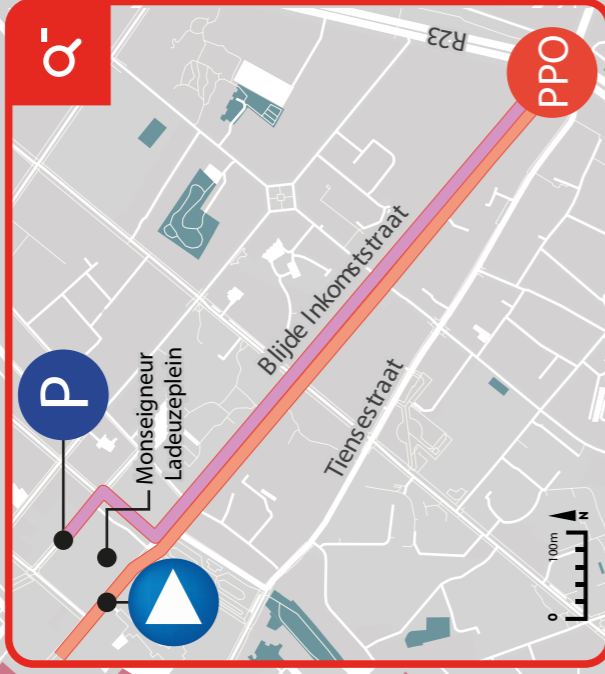 R23
PPO
P
Monseigneur
Ladeuzeplein
Blijde Inkomststraat
Tiensestraat
0
100m
N